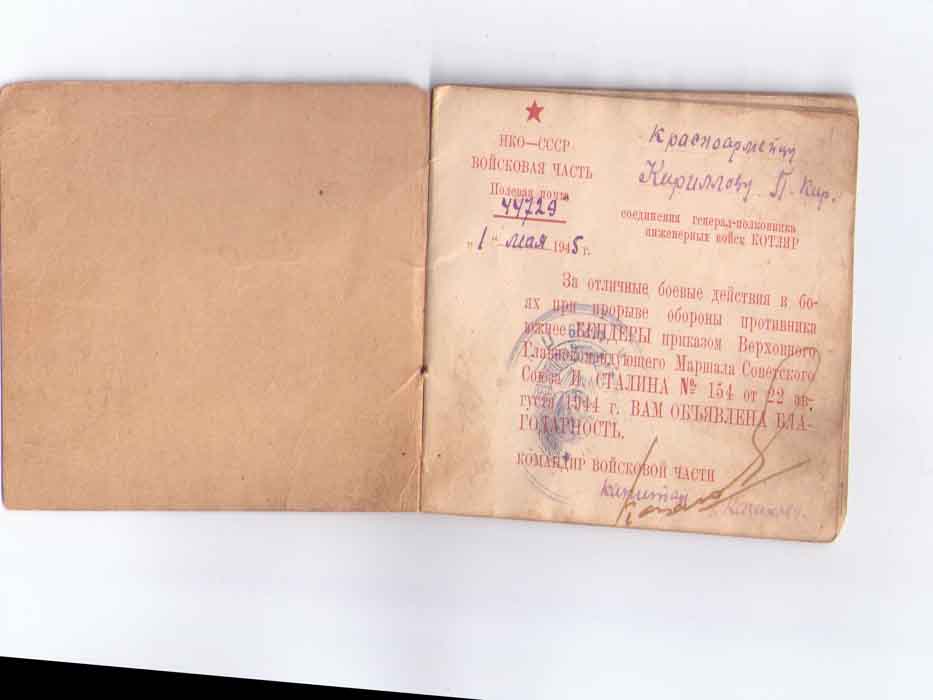 НКО—СССР
ВОЙСКОВАЯ ЧАСТЬ
Полевая почта
44729
„1" мая 1945 г.
Красноармейцу
Кириллову П. Кир.
соединения генерал-полковника
инженерных войск КОТЛЯР
За отличные боевые действия в бо-
ях при прорыве обороны противника
южнее БЕНДЕРЫ приказом Верховного
Главнокомандующего Маршала Советского
Союза И. СТАЛИНА № 154 от 22 ав-
густа 1944 г. ВАМ ОБЪЯВЛЕНА БЛА-
ГОДАРНОСТЬ.
КОМАНДИР ВОЙСКОВОЙ ЧАСТИ
капитан